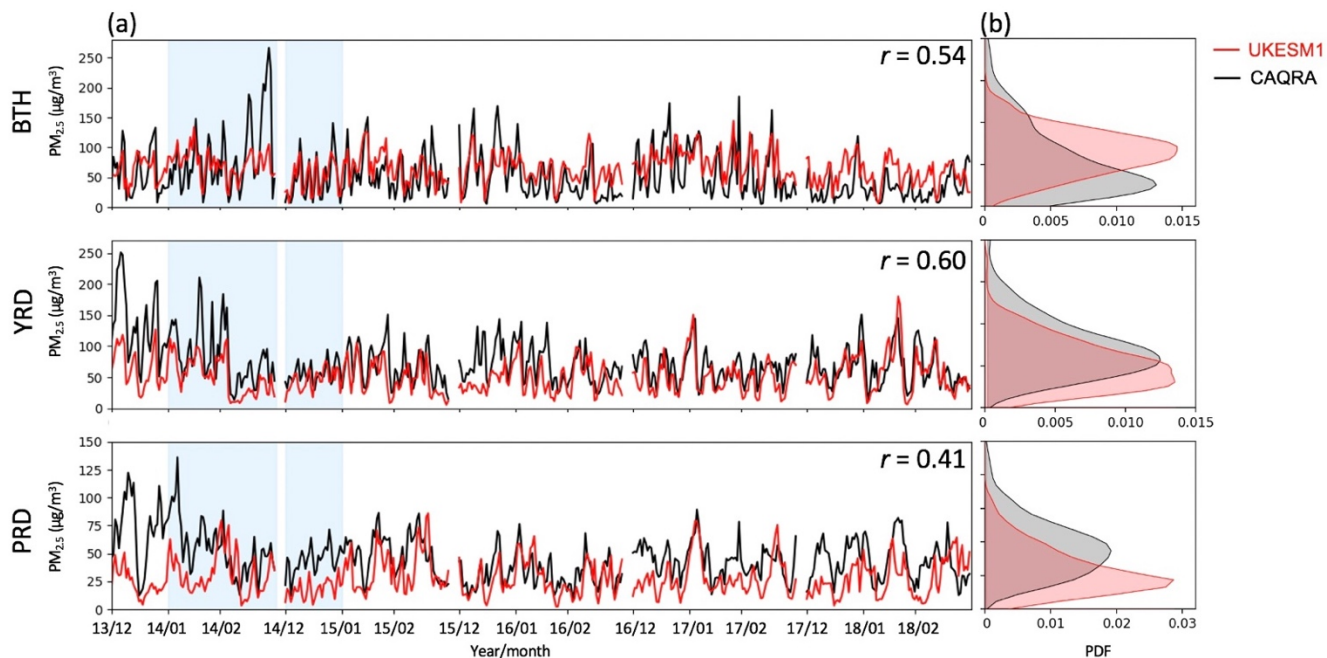 (a)
(b)
UKESM1
CAQRA
BTH
PM2.5 (μg/m³)
250
200
150
100
50
0
r = 0.54
0 0.005 0.010 0.015
YRD
PM2.5 (μg/m³)
250
200
150
100
50
0
r = 0.60
0 0.005 0.010 0.015
PRD
PM2.5 (μg/m³)
150
125
100
75
50
25
0
r = 0.41
13/12 14/01 14/02 14/12 15/01 15/02 15/12 16/01 16/02 16/12 17/01 17/02 17/12 18/01 18/02
Year/month
0 0.01 0.02 0.03
PDF